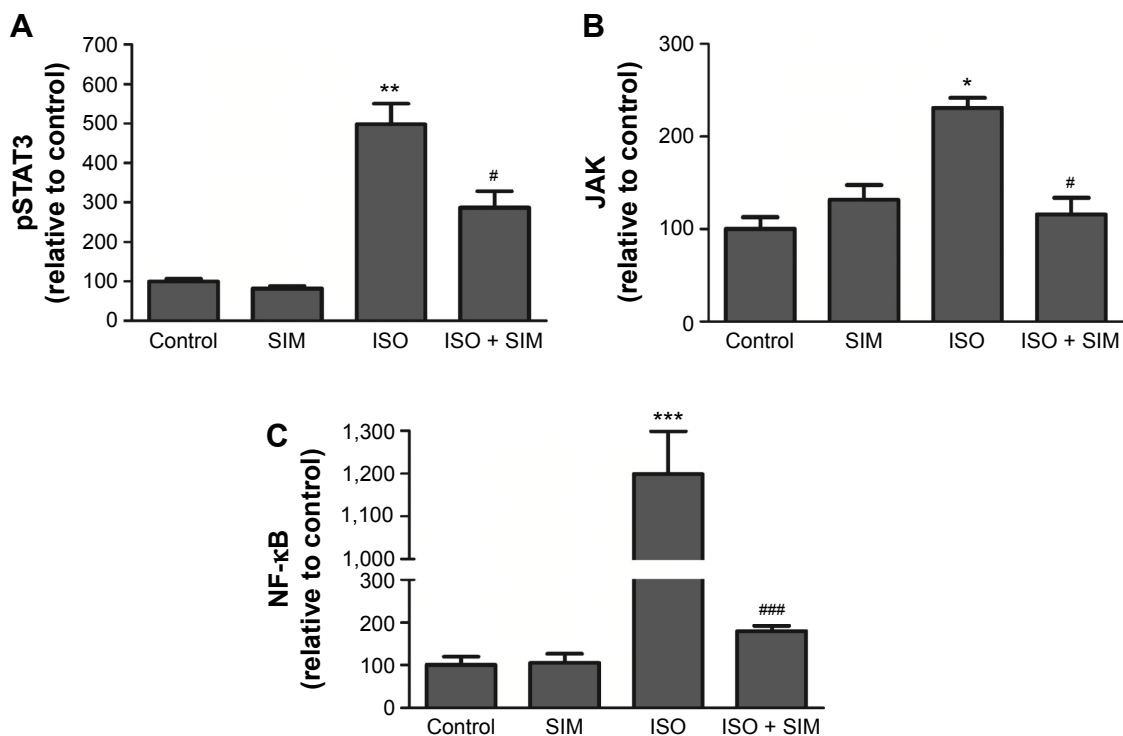 A
pSTAT3
(relative to control)
700
600
500
400
300
200
100
0
**
#
Control SIM ISO ISO + SIM
B
JAK
(relative to control)
300
200
100
0
*
#
Control SIM ISO ISO + SIM
C
NF-κB
(relative to control)
1,300
1,200
1,100
1,000
300
200
100
0
***
###
Control SIM ISO ISO + SIM